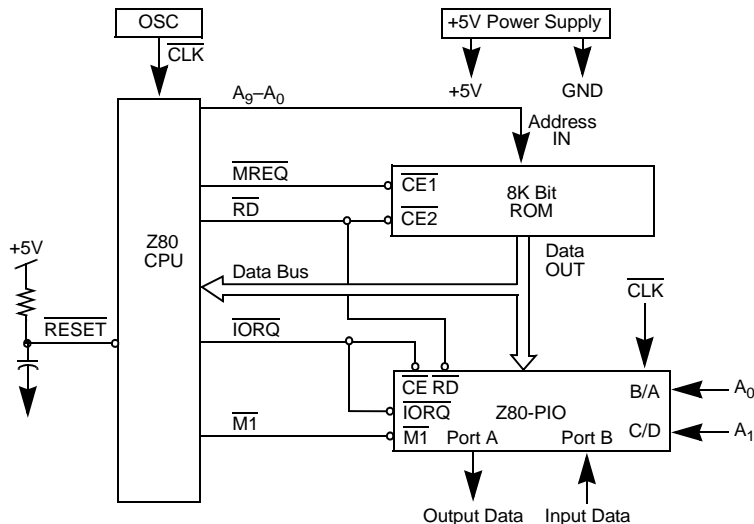 OSC
+5V Power Supply
CLK
+5V
GND
A9–A0
Address
IN
MREQ
CE1
8K Bit
ROM
RD
CE2
Z80
CPU
+5V
Data
OUT
Data Bus
CLK
RESET
IORQ
CE RD
B/A
A0
IORQ
Z80-PIO
M1
M1
Port A
Port B
C/D
A1
Output Data
Input Data